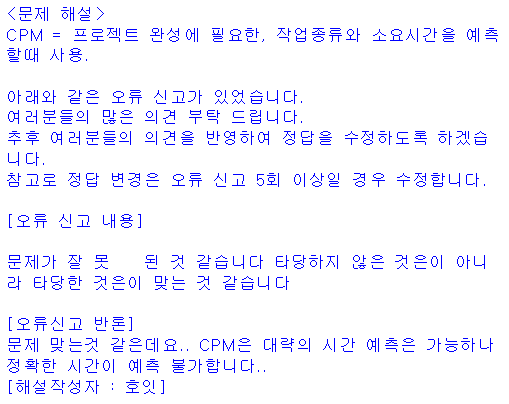 <문제 해설>
CPM = 프로젝트 완성에 필요한, 작업종류와 소요시간을 예측
할때 사용.
아래와 같은 오류 신고가 있었습니다.
여러분들의 많은 의견 부탁 드립니다.
추후 여러분들의 의견을 반영하여 정답을 수정하도록 하겠습
니다.
참고로 정답 변경은 오류 신고 5회 이상일 경우 수정합니다.
[오류 신고 내용]
문제가 잘 못   된 것 같습니다 타당하지 않은 것은이 아니
라 타당한 것은이 맞는 것 같습니다
[오류신고 반론]
문제 맞는것 같은데요.. CPM은 대략의 시간 예측은 가능하나
정확한 시간이 예측 불가합니다..
[해설작성자 : 호잇]